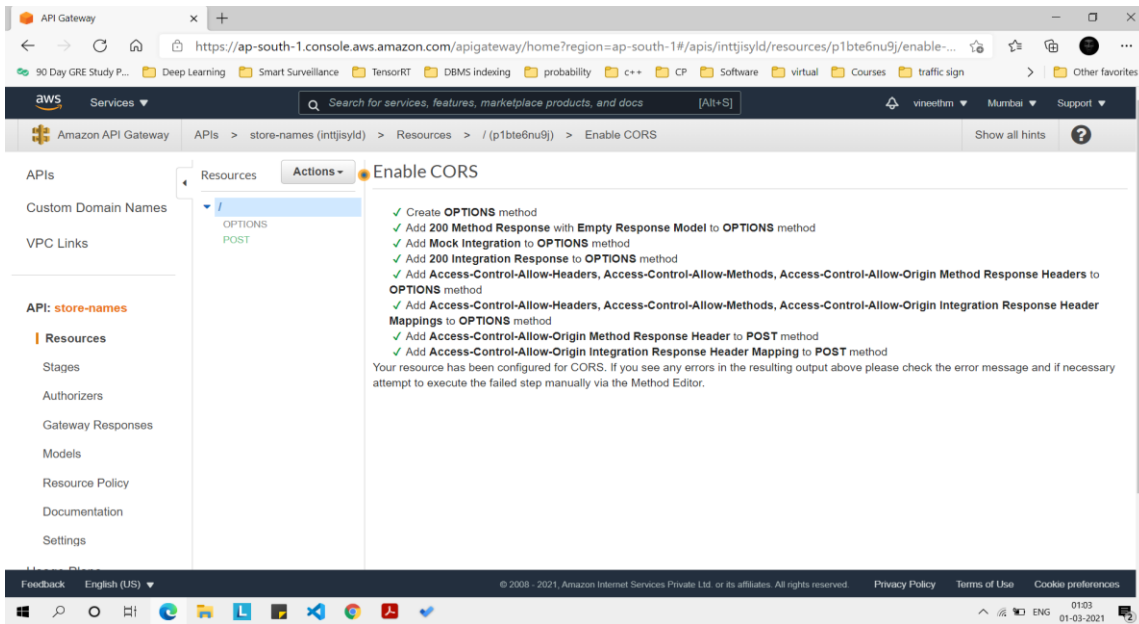 API Gateway
https://ap-south-1.console.aws.amazon.com/apigateway/home?region=ap-south-1#/apis/inttjisyld/resources/p1bte6nu9j/enable-...
90 Day GRE Study P...
Deep Learning
Smart Surveillance
TensorRT
DBMS indexing
probability
c++
CP
Software
virtual
Courses
traffic sign
Other favorites
aws
Services
Search for services, features, marketplace products, and docs
[Alt+S]
vineethm
Mumbai
Support
Amazon API Gateway
APIs > store-names (inttjisyld) > Resources > / (p1bte6nu9j) > Enable CORS
Show all hints
?
APIs
Custom Domain Names
VPC Links
API: store-names
Resources
Stages
Authorizers
Gateway Responses
Models
Resource Policy
Documentation
Settings
Resources
Actions
/
OPTIONS
POST
Enable CORS
✓ Create OPTIONS method
✓ Add 200 Method Response with Empty Response Model to OPTIONS method
✓ Add Mock Integration to OPTIONS method
✓ Add 200 Integration Response to OPTIONS method
✓ Add Access-Control-Allow-Headers, Access-Control-Allow-Methods, Access-Control-Allow-Origin Method Response Headers to
OPTIONS method
✓ Add Access-Control-Allow-Headers, Access-Control-Allow-Methods, Access-Control-Allow-Origin Integration Response Header
Mappings to OPTIONS method
✓ Add Access-Control-Allow-Origin Method Response Header to POST method
✓ Add Access-Control-Allow-Origin Integration Response Header Mapping to POST method
Your resource has been configured for CORS. If you see any errors in the resulting output above please check the error message and if necessary
attempt to execute the failed step manually via the Method Editor.
Feedback
English (US)
© 2008 - 2021, Amazon Internet Services Private Ltd. or its affiliates. All rights reserved.
Privacy Policy
Terms of Use
Cookie preferences
L
ENG
01:03
01-03-2021
2